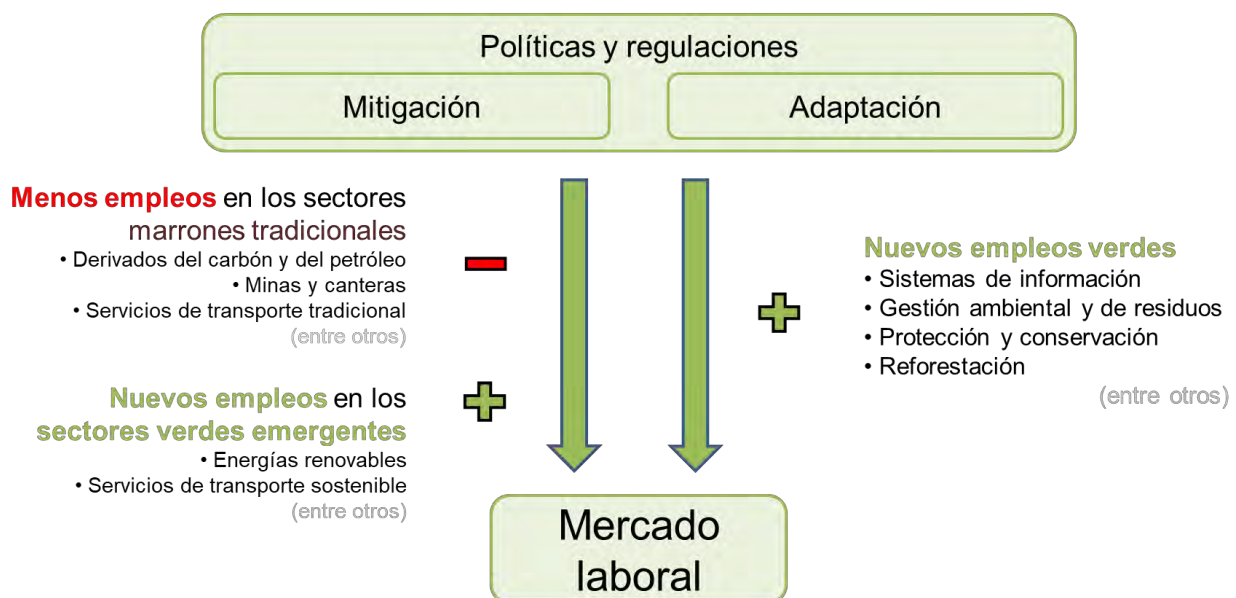 Políticas y regulaciones
Mitigación
Adaptación
Menos empleos en los sectores
marrones tradicionales
• Derivados del carbón y del petróleo
• Minas y canteras
• Servicios de transporte tradicional
(entre otros)
Nuevos empleos en los
sectores verdes emergentes
• Energías renovables
• Servicios de transporte sostenible
(entre otros)
Nuevos empleos verdes
• Sistemas de información
• Gestión ambiental y de residuos
• Protección y conservación
• Reforestación
(entre otros)
Mercado
laboral